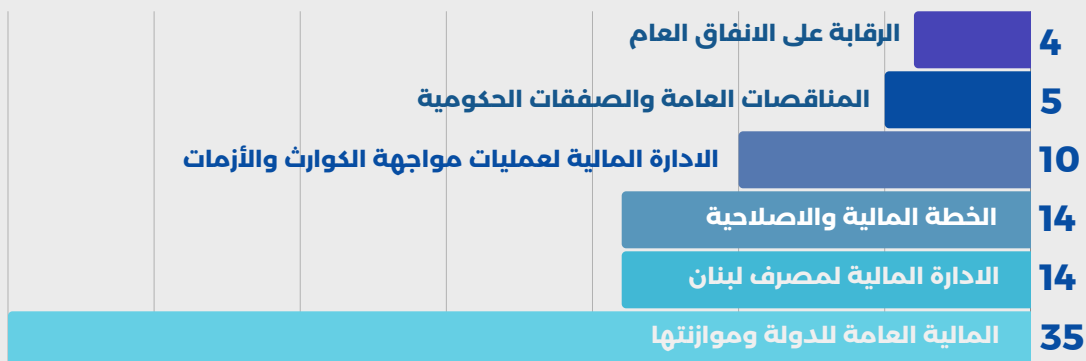 4 الرقابة على الانفاق العام
5 المناقصات العامة والصفقات الحكومية
10 الادارة المالية لعمليات مواجهة الكوارث والأزمات
14 الخطة المالية والاصلاحية
14 الادارة المالية لمصرف لبنان
35 المالية العامة للدولة وموازنتها